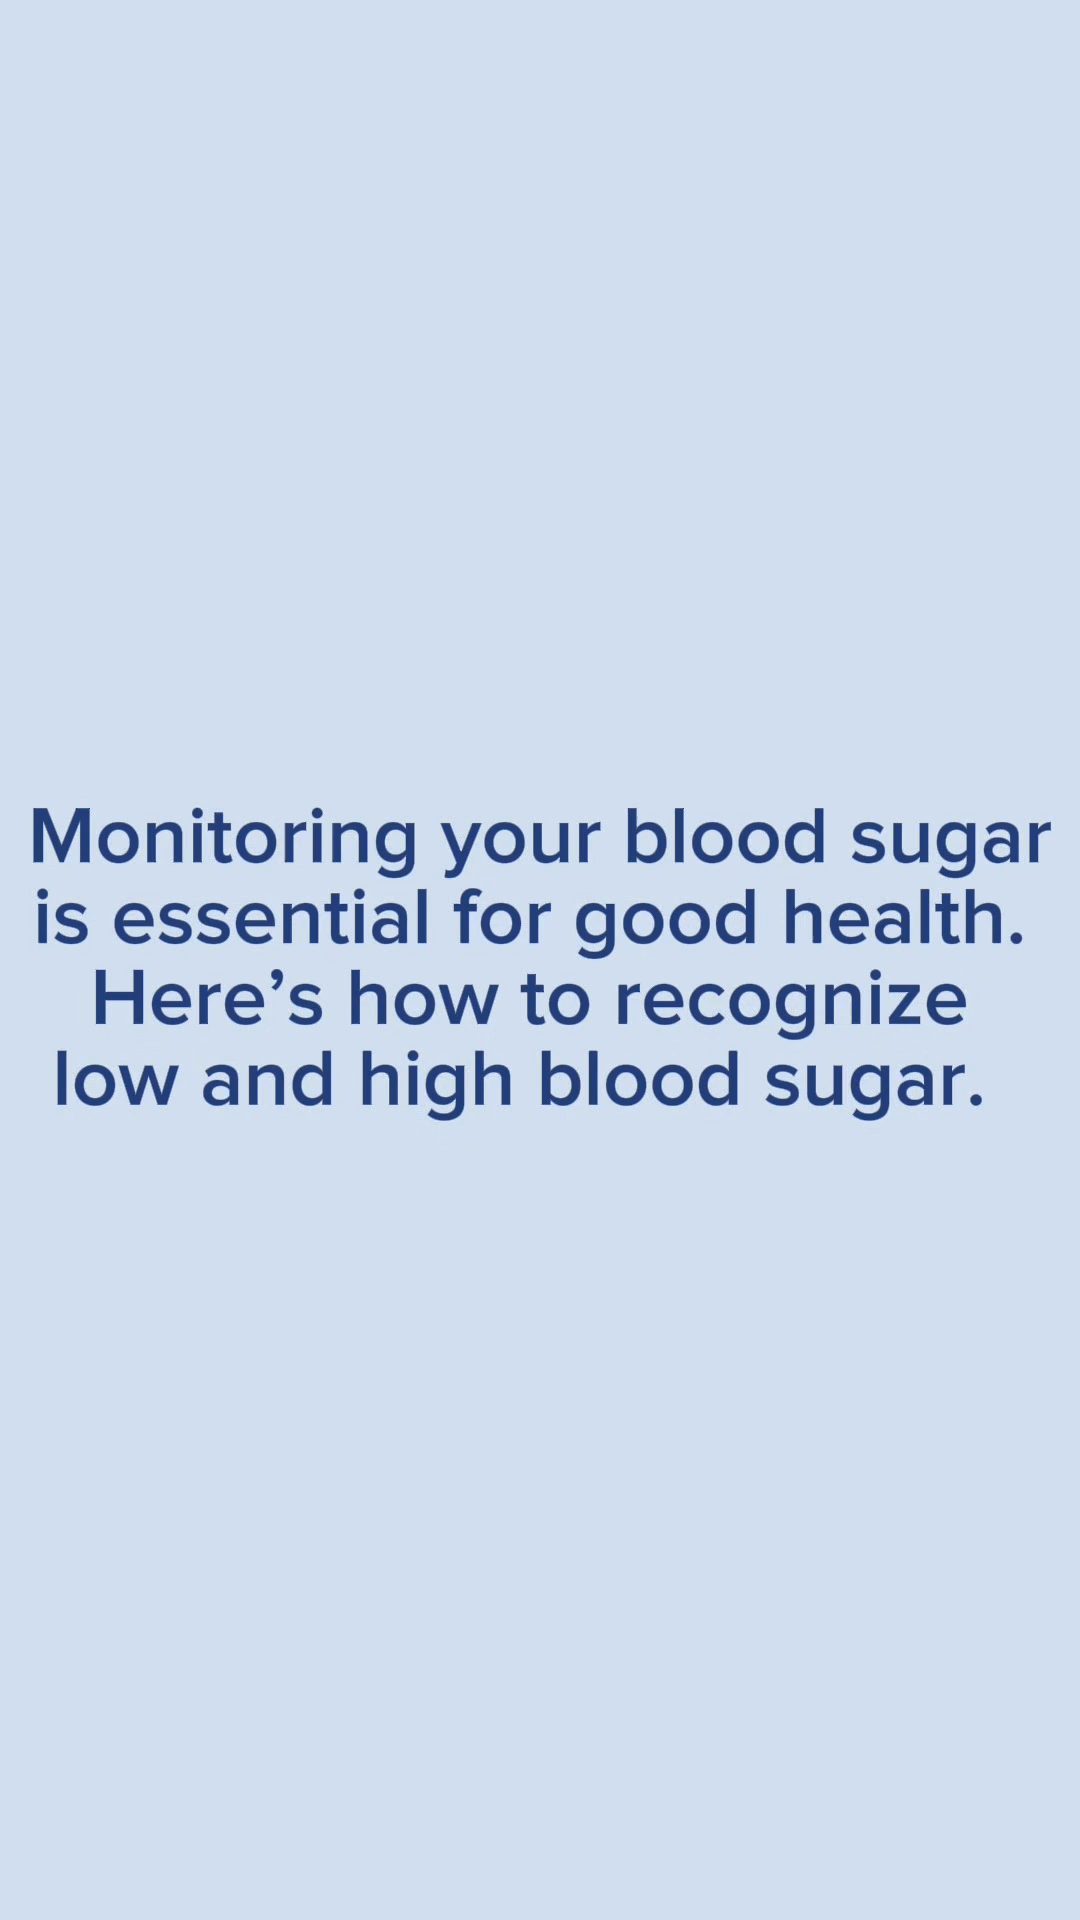 Monitoring your blood sugar
is essential for good health.
Here’s how to recognize
low and high blood sugar.